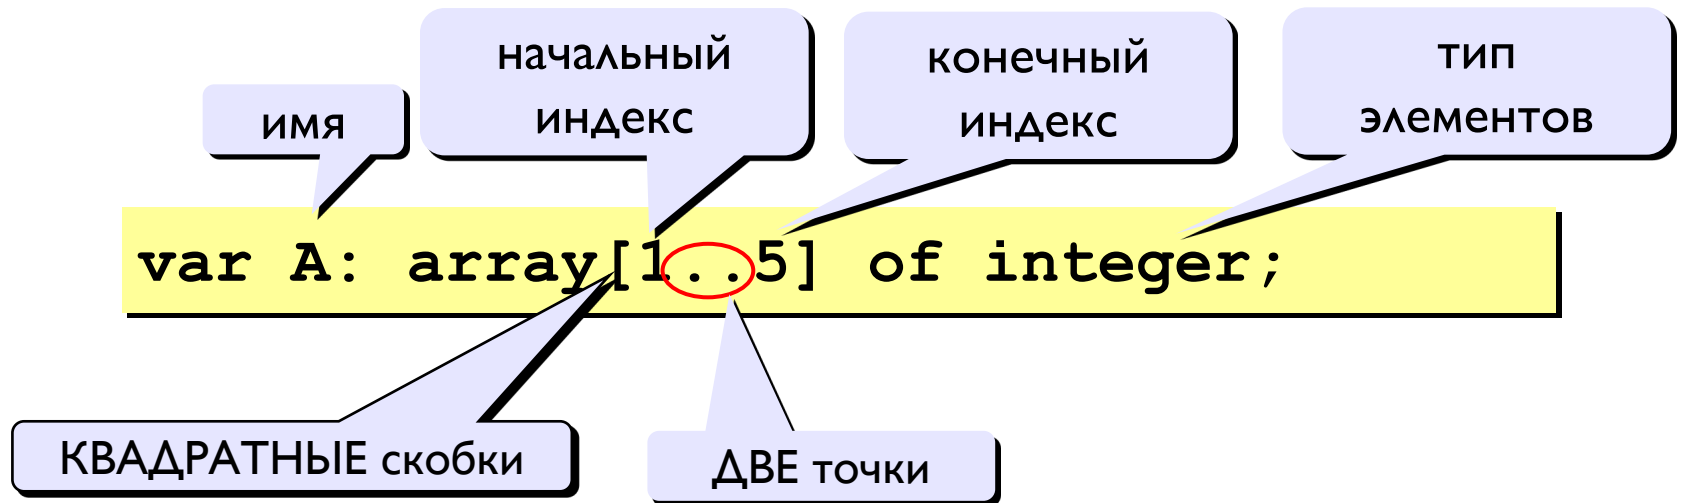 начальный
индекс
конечный
индекс
тип
элементов
имя
var A: array[1..5] of integer;
КВАДРАТНЫЕ скобки
ДВЕ точки